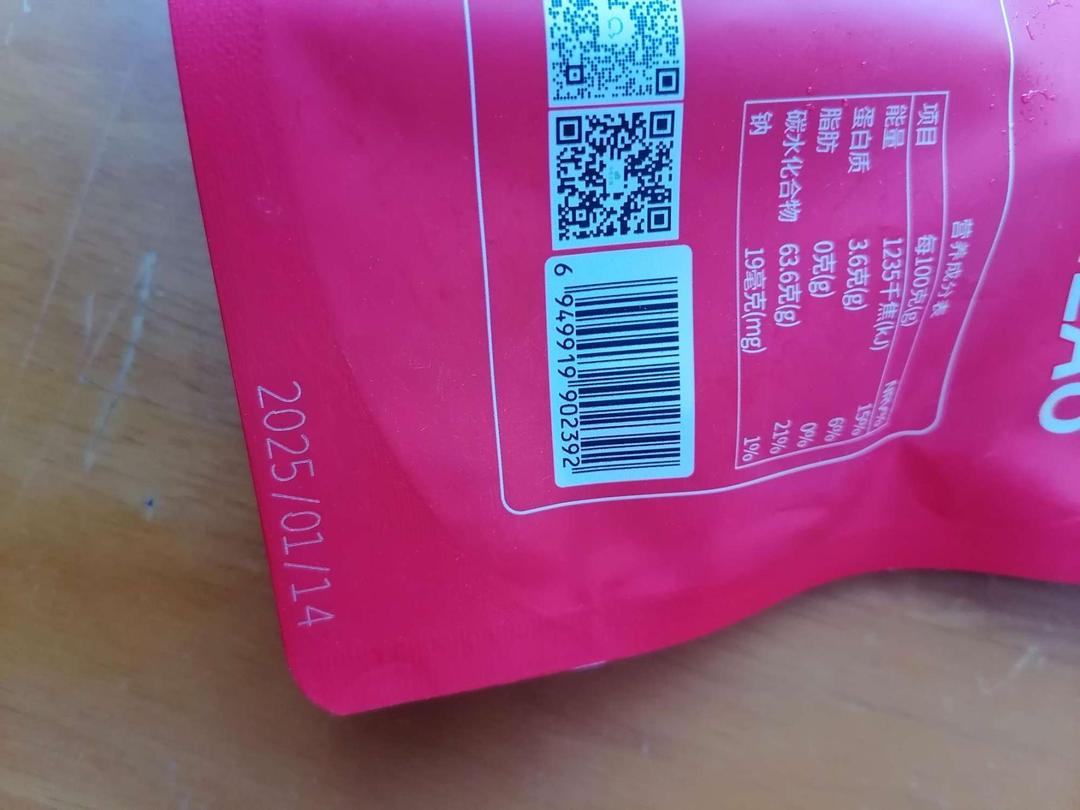 营养成分表
项目 每100克(g) NRV%
能量 1235千焦(kJ) 15%
蛋白质 3.6克(g) 6%
脂肪 0克(g) 0%
碳水化合物 63.6克(g) 21%
钠 19毫克(mg) 1%
6 949919 902392
2025/01/14